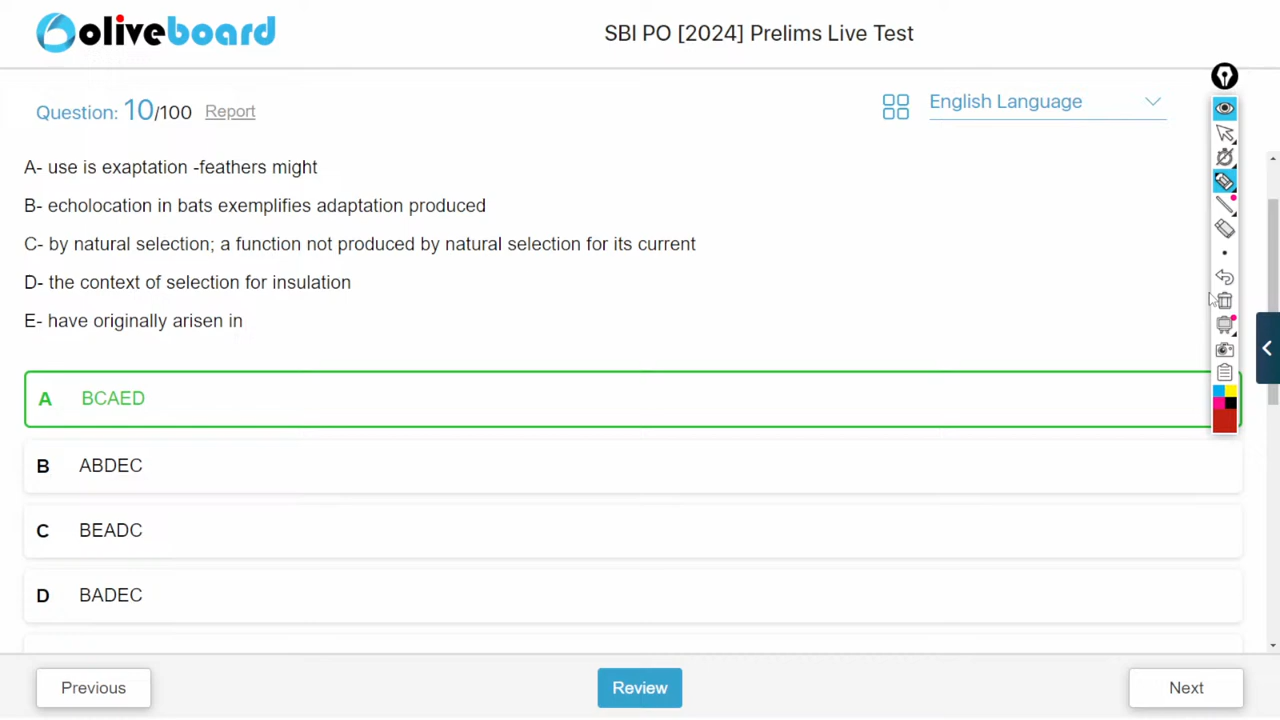 oliveboard
SBI PO [2024] Prelims Live Test
Question: 10/100 Report
English Language
A- use is exaptation -feathers might
B- echolocation in bats exemplifies adaptation produced
C- by natural selection; a function not produced by natural selection for its current
D- the context of selection for insulation
E- have originally arisen in
A BCAED
B ABDEC
C BEADC
D BADEC
Previous
Review
Next